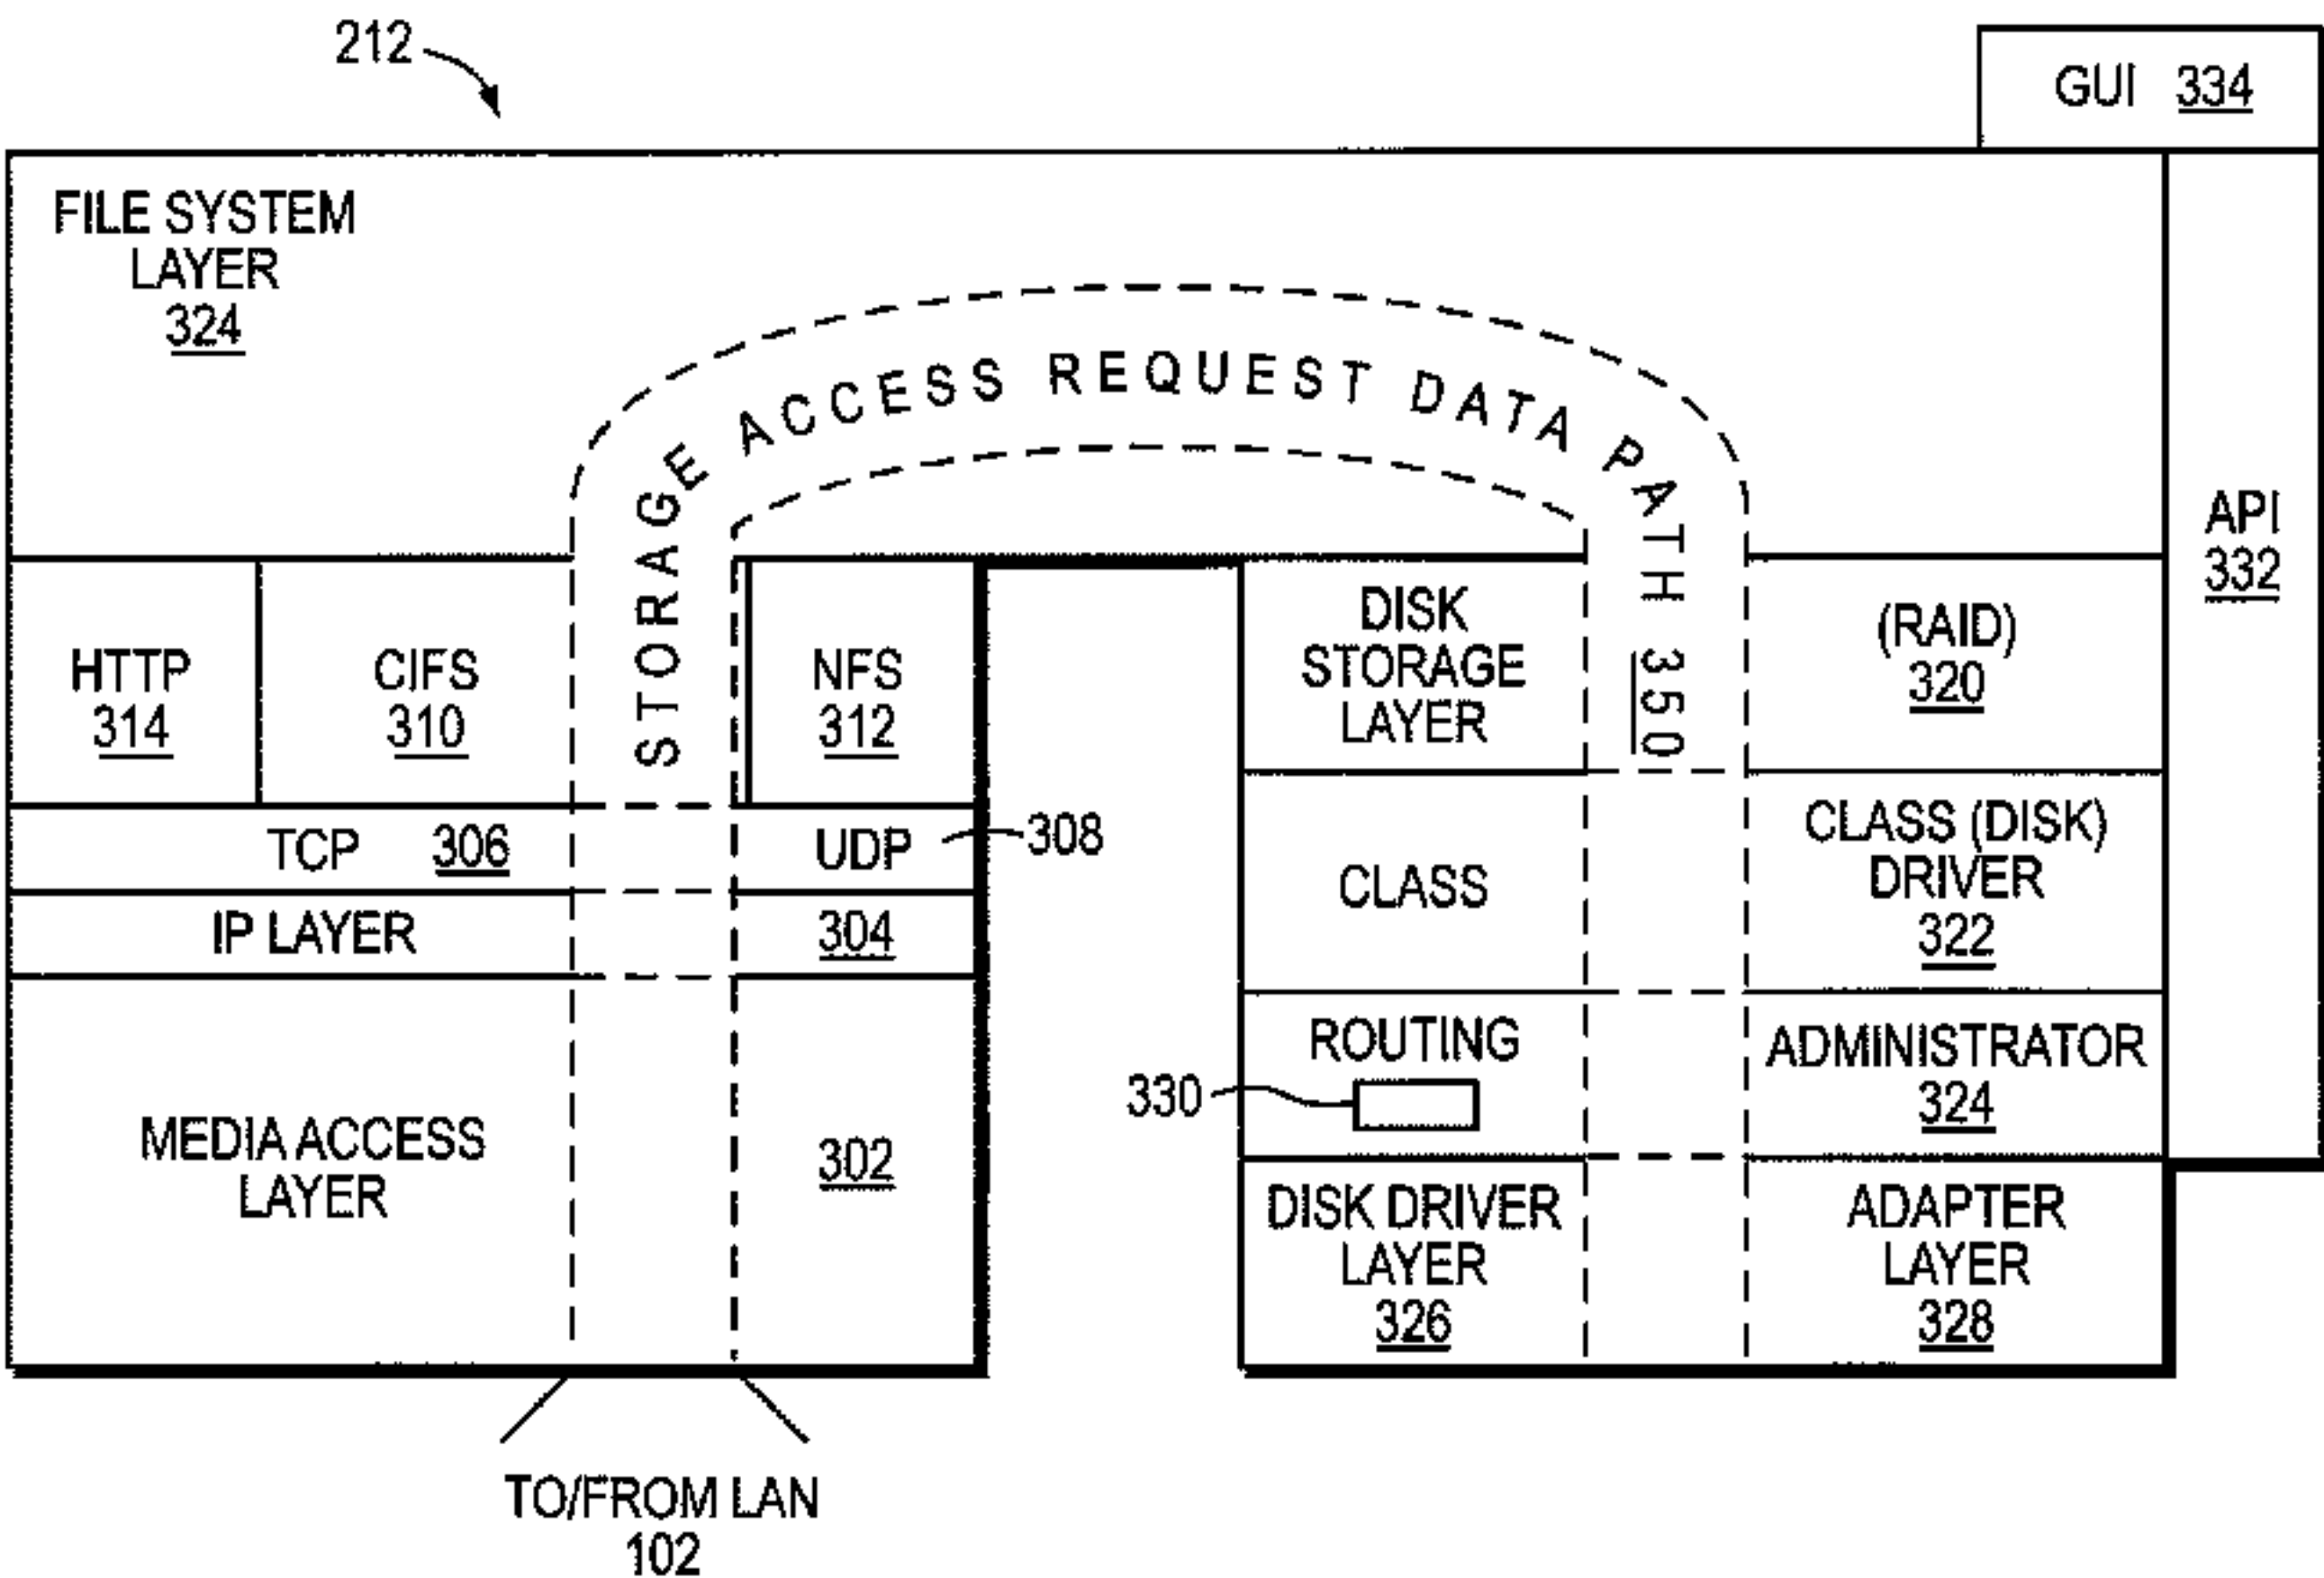 212
GUI 334
FILE SYSTEM
LAYER
324
STORAGE ACCESS REQUEST DATA PATH 350
API
332
HTTP
314
CIFS
310
NFS
312
TCP 306
UDP
308
IP LAYER
304
MEDIA ACCESS
LAYER
302
TO/FROM LAN
102
DISK
STORAGE
LAYER
(RAID)
320
CLASS
CLASS (DISK)
DRIVER
322
ROUTING
330
ADMINISTRATOR
324
DISK DRIVER
LAYER
326
ADAPTER
LAYER
328